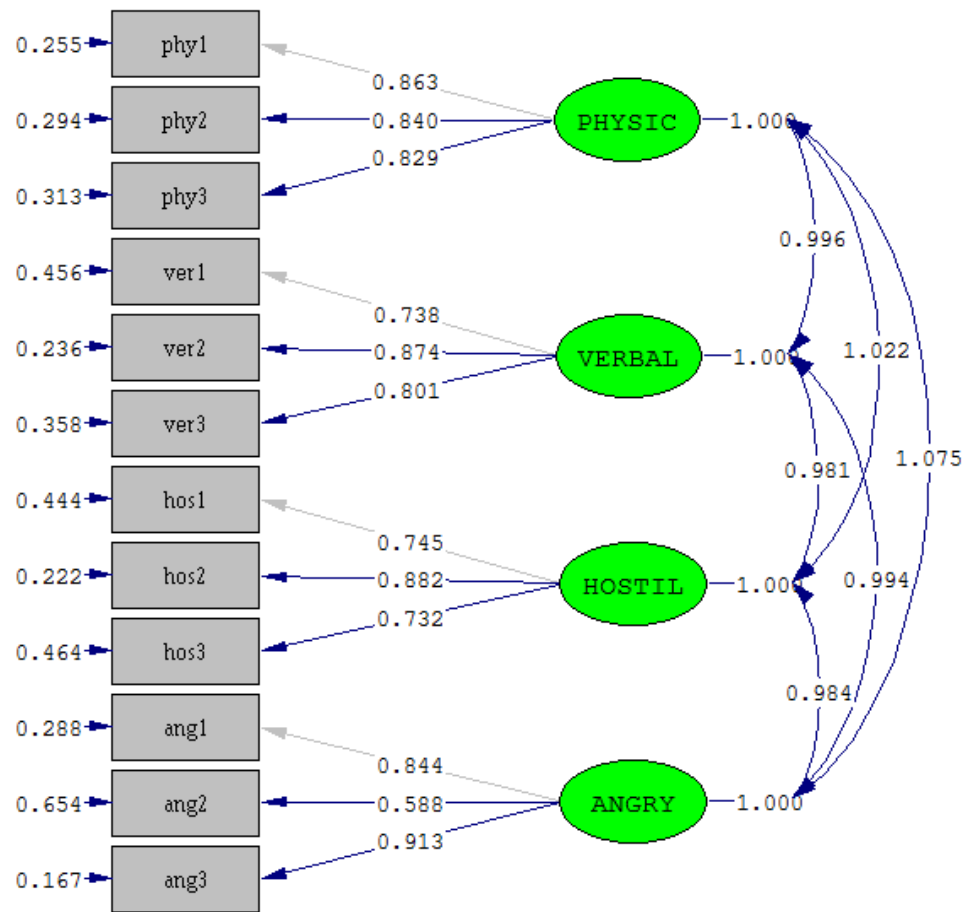 0.255 phy1
0.863
0.294 phy2 0.840 PHYSIC 1.000
0.829
0.313 phy3
0.996
0.456 ver1
0.738
0.236 ver2 0.874 VERBAL 1.000 1.022
0.801
0.358 ver3
1.075
0.981
0.444 hos1
0.745
0.222 hos2 0.882 HOSTIL 1.000 0.994
0.732
0.464 hos3
0.984
0.288 ang1
0.844
0.654 ang2 0.588 ANGRY 1.000
0.913
0.167 ang3